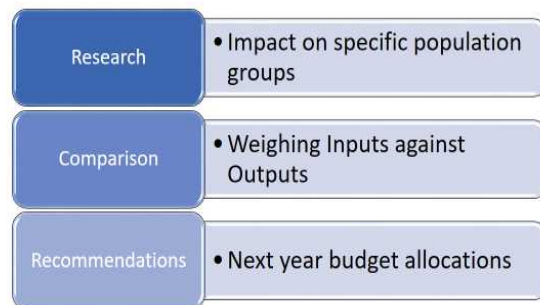 Research
• Impact on specific population
groups
Comparison
• Weighing Inputs against
Outputs
Recommendations
• Next year budget allocations